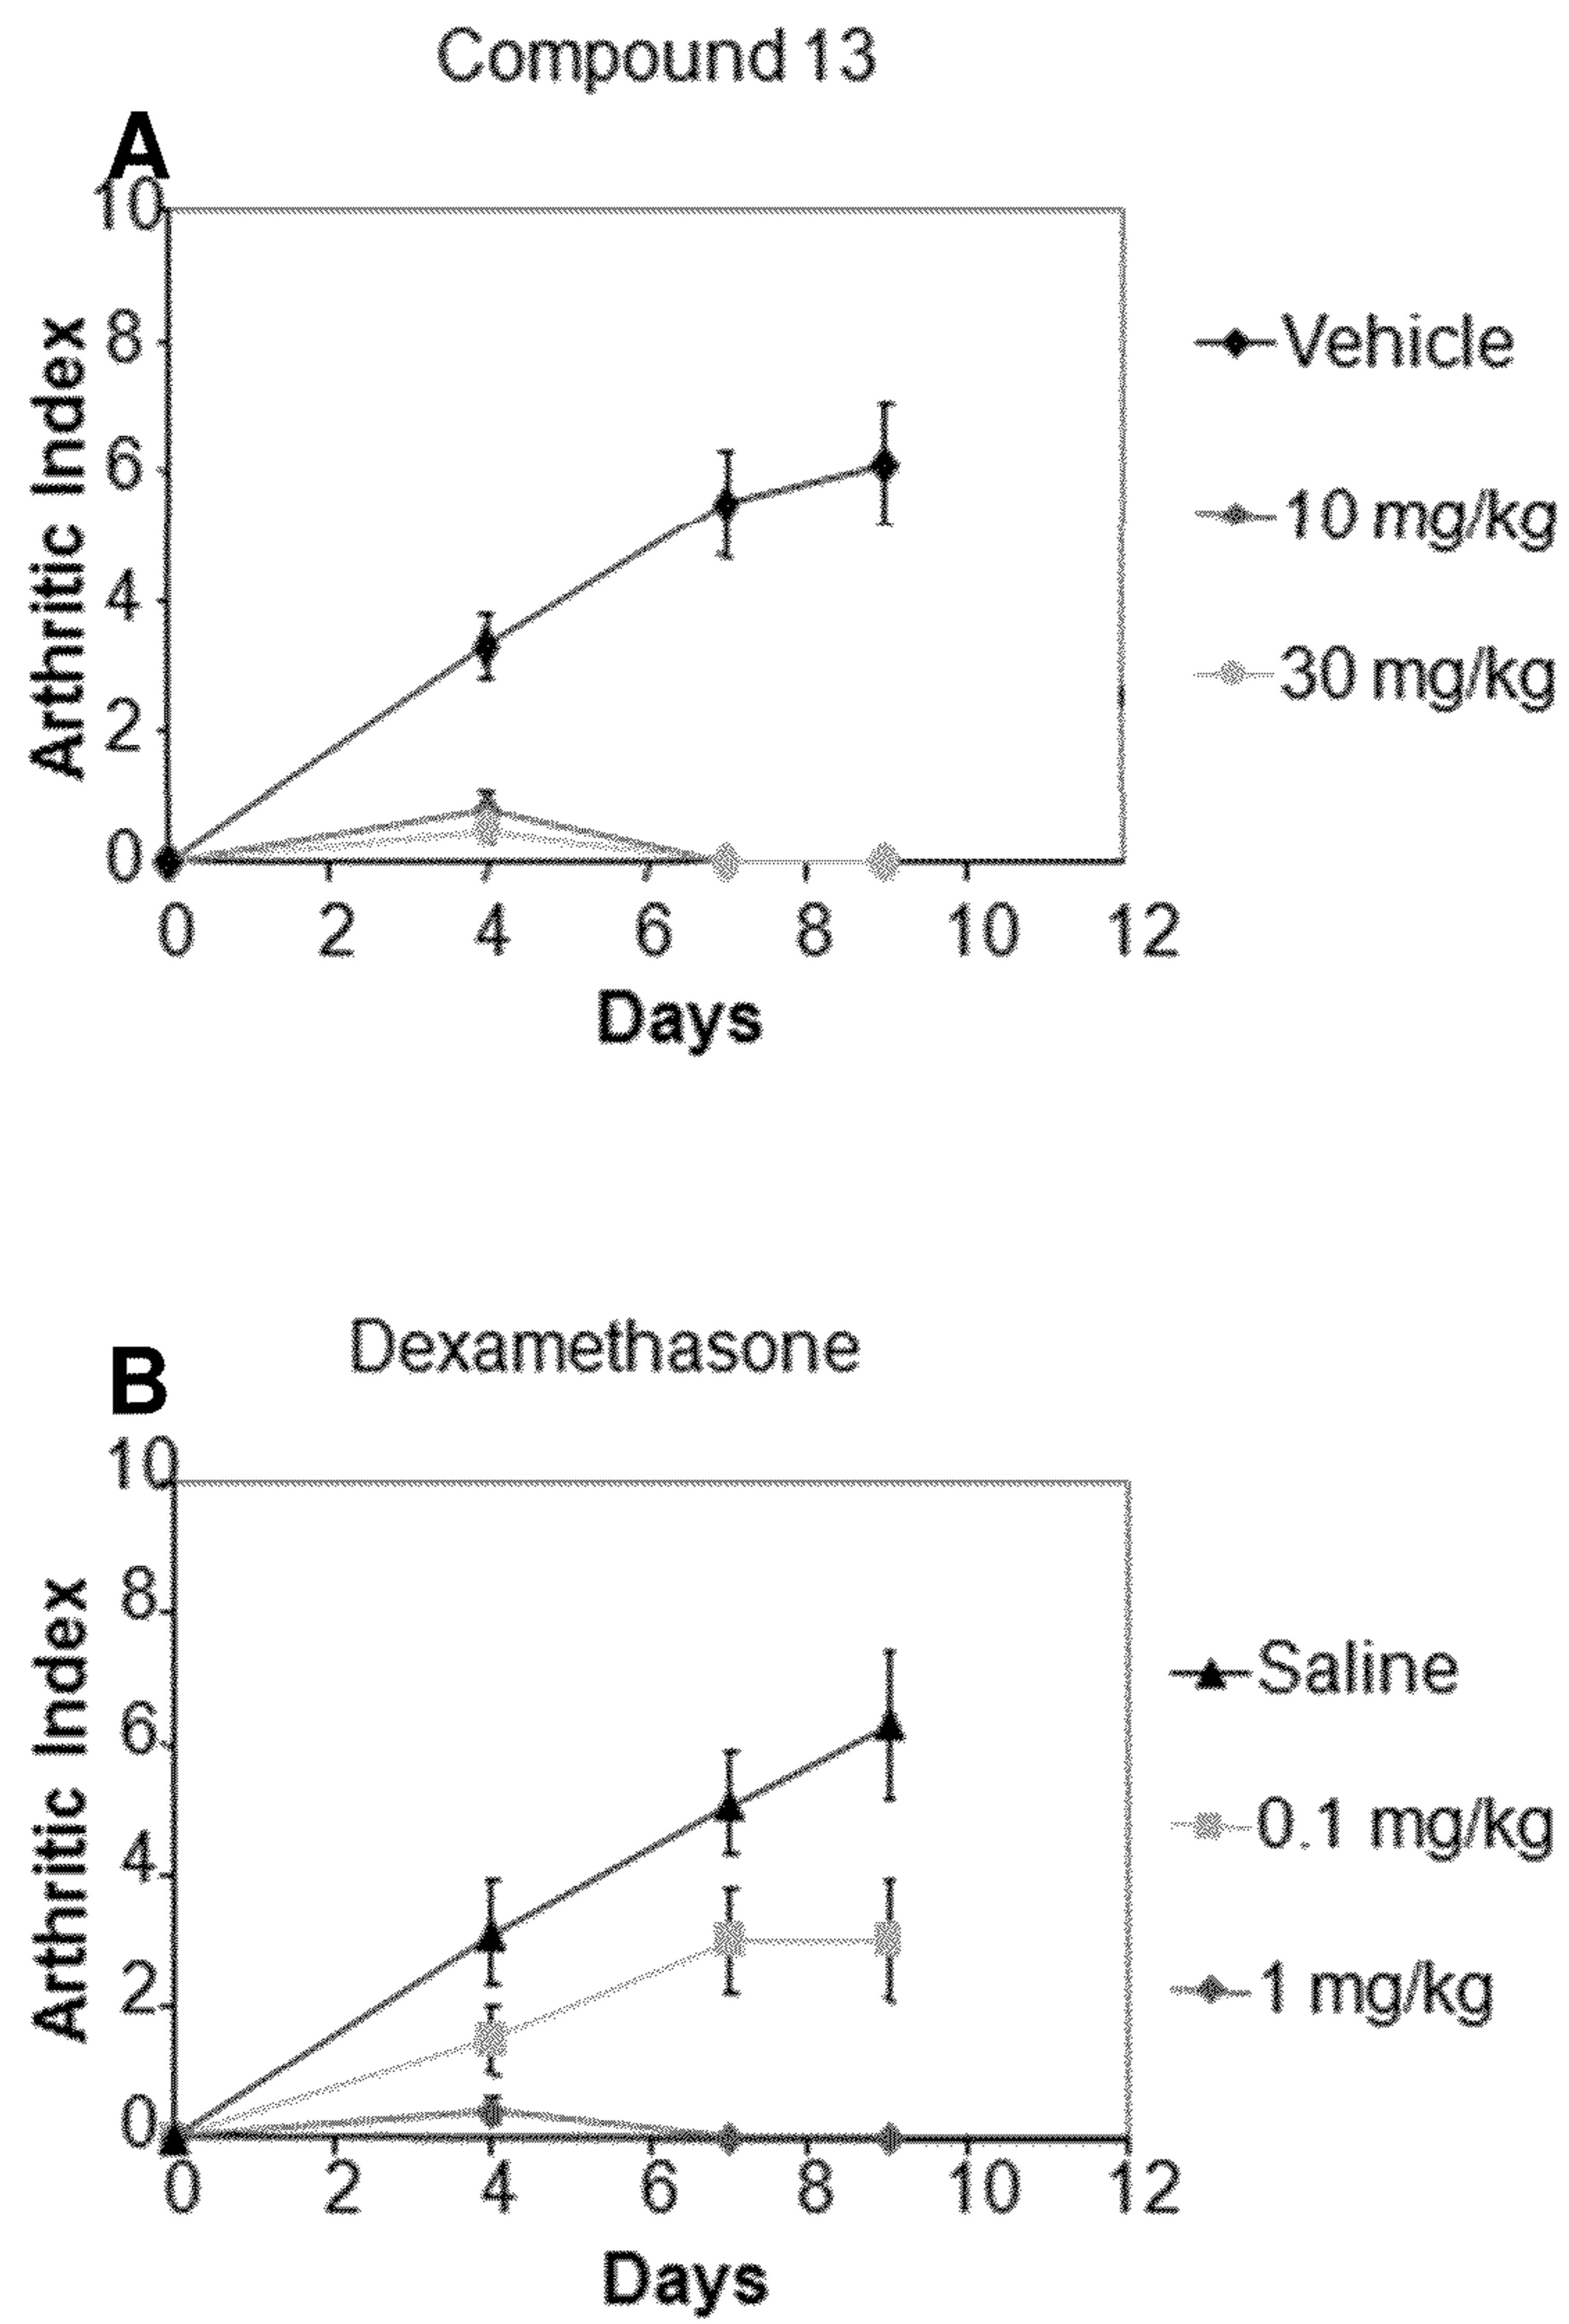 Compound 13
A
10
8
6
4
2
0
Arthritic Index
0 2 4 6 8 10 12
Days
Vehicle
10 mg/kg
30 mg/kg
Dexamethasone
B
10
8
6
4
2
0
Arthritic Index
0 2 4 6 8 10 12
Days
Saline
0.1 mg/kg
1 mg/kg